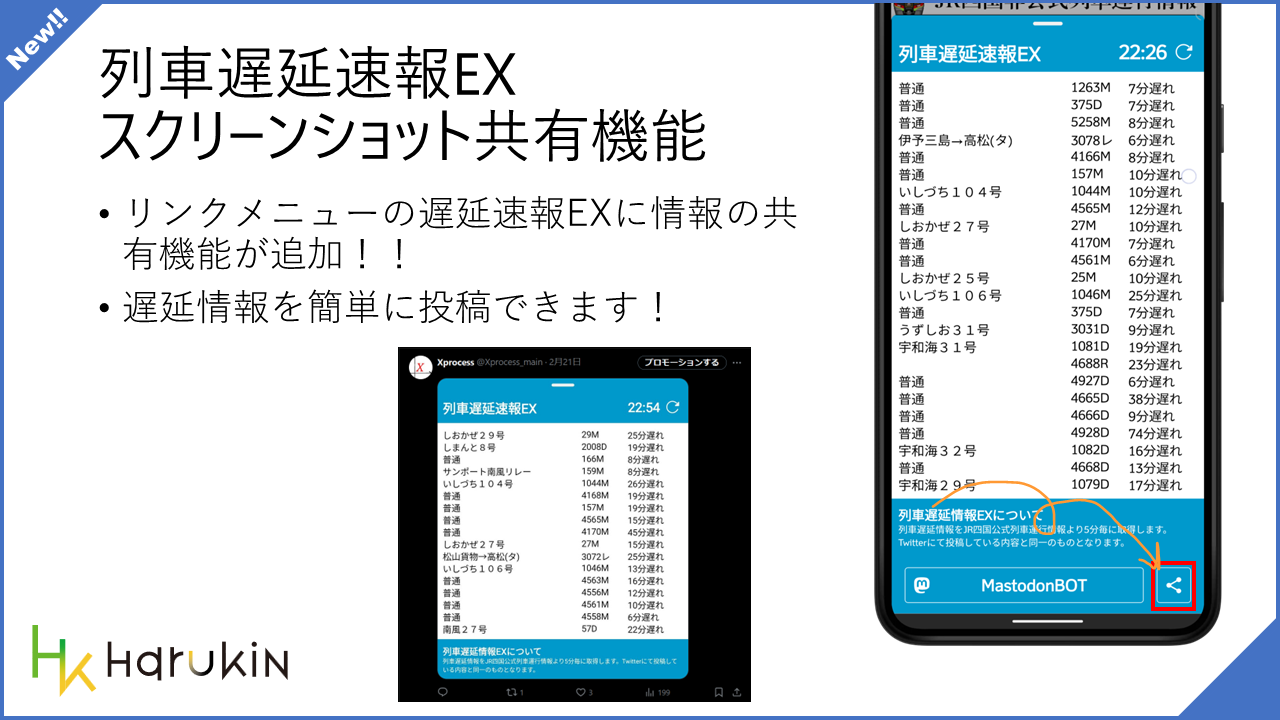 New!!
列車遅延速報EX
スクリーンショット共有機能
• リンクメニューの遅延速報EXに情報の共
有機能が追加！！
• 遅延情報を簡単に投稿できます！
Xprocess @Xprocess_main · 2月21日 プロモーションする ...
列車遅延速報EX 22:54
しおかぜ２９号 29M 25分遅れ
しまんと８号 2008D 19分遅れ
普通 166M 8分遅れ
サンポート南風リレー 159M 8分遅れ
いしづち１０４号 1044M 26分遅れ
普通 4168M 19分遅れ
普通 157M 19分遅れ
普通 4565M 15分遅れ
普通 4170M 45分遅れ
しおかぜ２７号 27M 15分遅れ
松山貨物→高松(タ) 3072レ 25分遅れ
いしづち１０６号 1046M 13分遅れ
普通 4563M 16分遅れ
普通 4556M 12分遅れ
普通 4561M 10分遅れ
普通 4558M 6分遅れ
南風２７号 57D 22分遅れ
列車遅延情報EXについて
列車遅延情報をJR四国公式列車運行情報より5分毎に取得します。Twitterにて投稿して
いる内容と同一のものとなります。
1 3 199
HK HARUKIN
JR四国非公式列車運行情報
列車遅延速報EX 22:26
普通 1263M 7分遅れ
普通 375D 7分遅れ
普通 5258M 8分遅れ
伊予三島→高松(タ) 3078レ 6分遅れ
普通 4166M 8分遅れ
普通 157M 10分遅れ
いしづち１０４号 1044M 10分遅れ
普通 4565M 12分遅れ
しおかぜ２７号 27M 10分遅れ
普通 4170M 7分遅れ
普通 4561M 6分遅れ
しおかぜ２５号 25M 10分遅れ
いしづち１０６号 1046M 25分遅れ
普通 375D 7分遅れ
うずしお３１号 3031D 9分遅れ
宇和海３１号 1081D 19分遅れ
4688R 23分遅れ
普通 4927D 6分遅れ
普通 4665D 38分遅れ
普通 4666D 9分遅れ
普通 4928D 74分遅れ
宇和海３２号 1082D 16分遅れ
普通 4668D 13分遅れ
宇和海２９号 1079D 17分遅れ
列車遅延情報EXについて
列車遅延情報をJR四国公式列車運行情報より5分毎に取得します。
Twitterにて投稿している内容と同一のものとなります。
MastodonBOT